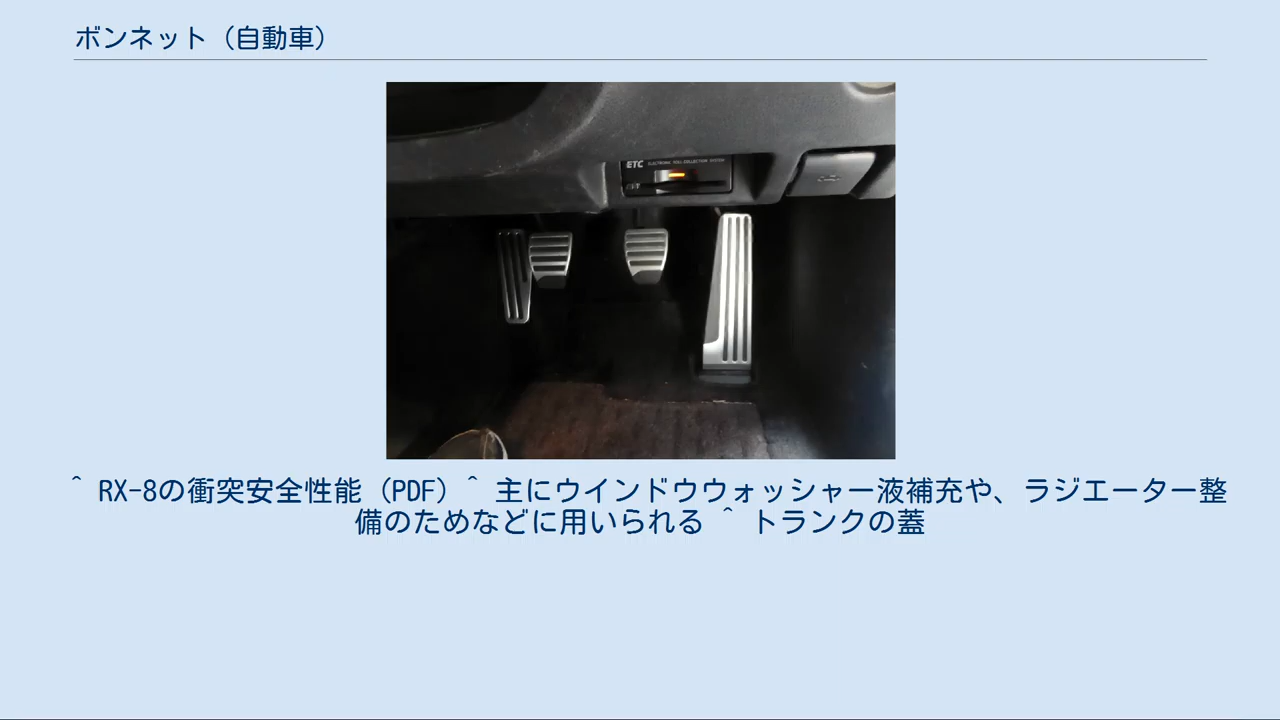 ボンネット（自動車）
ETC ELECTRONIC TOLL COLLECTION SYSTEM
^ RX-8の衝突安全性能（PDF）^ 主にウインドウウォッシャー液補充や、ラジエーター整
備のためなどに用いられる ^ トランクの蓋